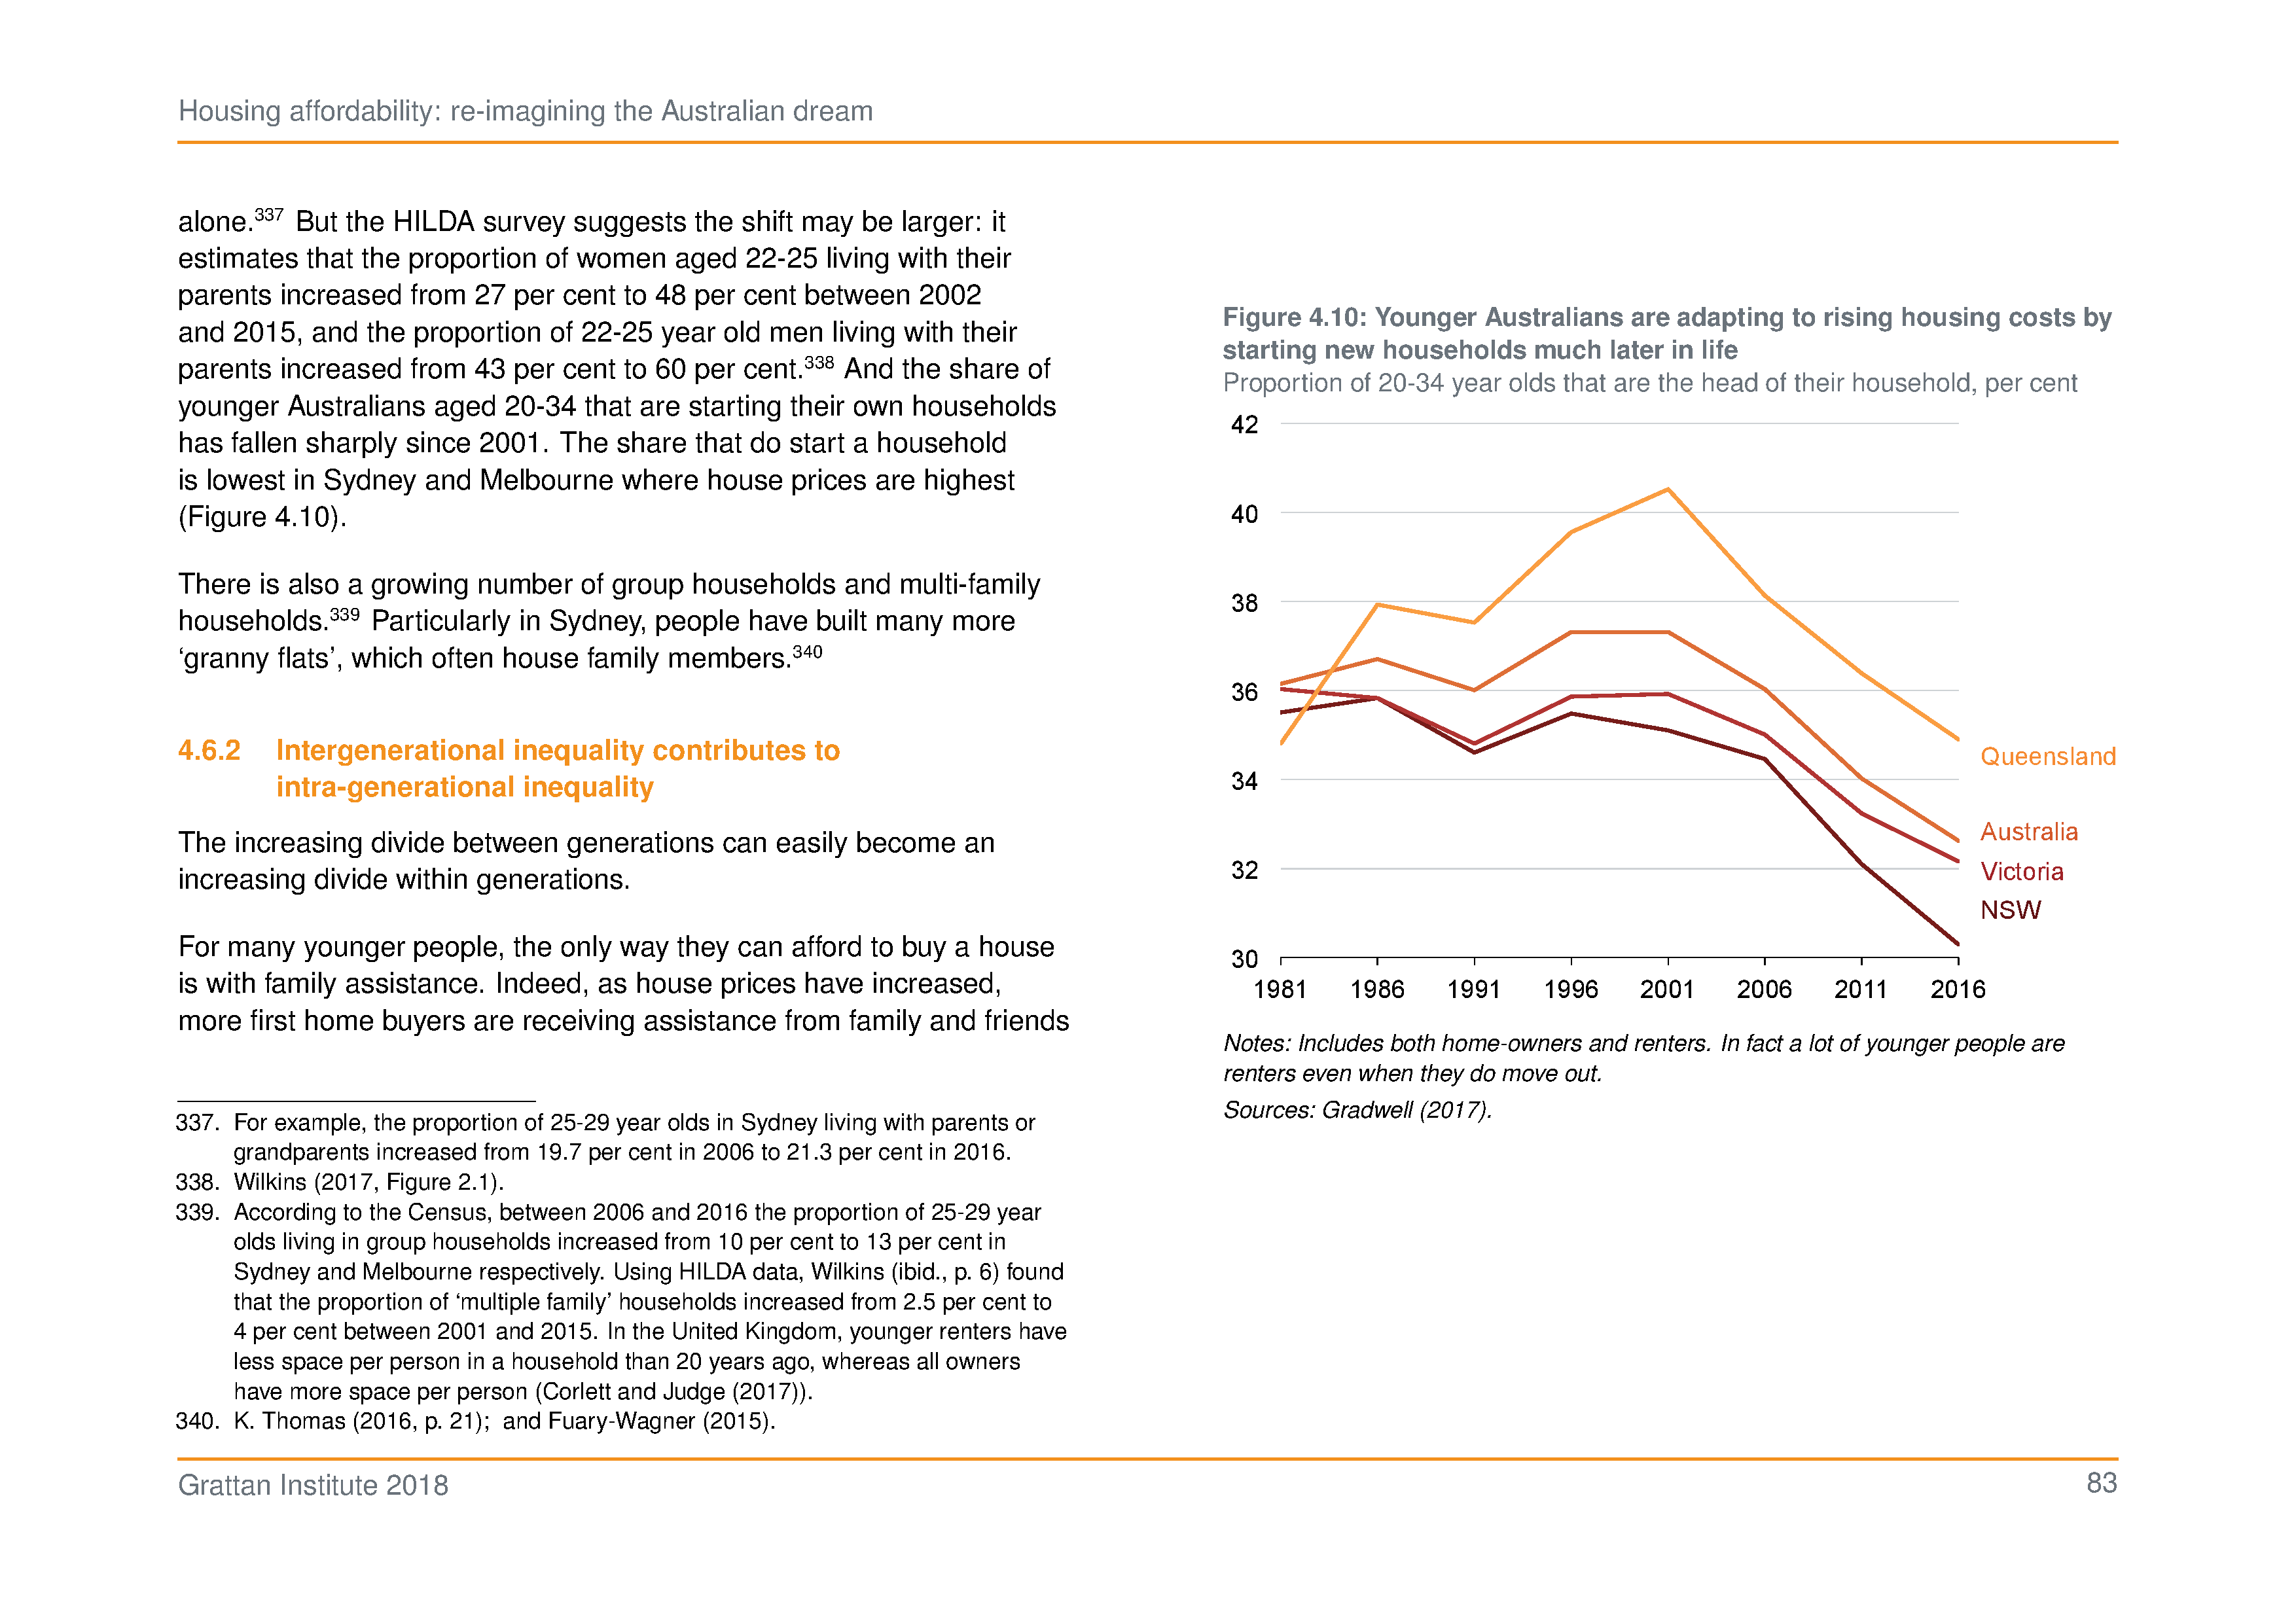 Housing affordability: re-imagining the Australian dream
alone.337 But the HILDA survey suggests the shift may be larger: it
estimates that the proportion of women aged 22-25 living with their
parents increased from 27 per cent to 48 per cent between 2002
and 2015, and the proportion of 22-25 year old men living with their
parents increased from 43 per cent to 60 per cent.338 And the share of
younger Australians aged 20-34 that are starting their own households
has fallen sharply since 2001. The share that do start a household
is lowest in Sydney and Melbourne where house prices are highest
(Figure 4.10).
There is also a growing number of group households and multi-family
households.339 Particularly in Sydney, people have built many more
‘granny flats’, which often house family members.340
4.6.2 Intergenerational inequality contributes to
intra-generational inequality
The increasing divide between generations can easily become an
increasing divide within generations.
For many younger people, the only way they can afford to buy a house
is with family assistance. Indeed, as house prices have increased,
more first home buyers are receiving assistance from family and friends
337. For example, the proportion of 25-29 year olds in Sydney living with parents or
grandparents increased from 19.7 per cent in 2006 to 21.3 per cent in 2016.
338. Wilkins (2017, Figure 2.1).
339. According to the Census, between 2006 and 2016 the proportion of 25-29 year
olds living in group households increased from 10 per cent to 13 per cent in
Sydney and Melbourne respectively. Using HILDA data, Wilkins (ibid., p. 6) found
that the proportion of ‘multiple family’ households increased from 2.5 per cent to
4 per cent between 2001 and 2015. In the United Kingdom, younger renters have
less space per person in a household than 20 years ago, whereas all owners
have more space per person (Corlett and Judge (2017)).
340. K. Thomas (2016, p. 21); and Fuary-Wagner (2015).
Figure 4.10: Younger Australians are adapting to rising housing costs by
starting new households much later in life
Proportion of 20-34 year olds that are the head of their household, per cent
42
40
38
36
34
32
30
Queensland
Australia
Victoria
NSW
1981 1986 1991 1996 2001 2006 2011 2016
Notes: Includes both home-owners and renters. In fact a lot of younger people are
renters even when they do move out.
Sources: Gradwell (2017).
Grattan Institute 2018
83